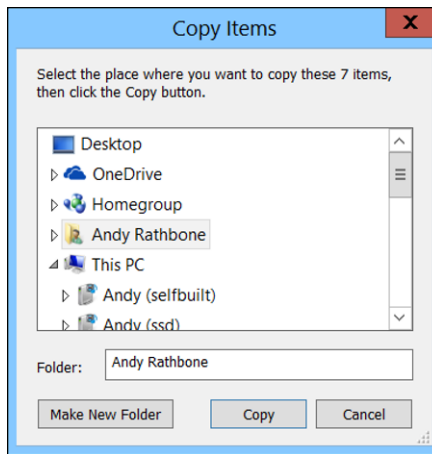 Copy Items
X
Select the place where you want to copy these 7 items,
then click the Copy button.
Desktop
OneDrive
Homegroup
Andy Rathbone
This PC
Andy (selfbuilt)
Andy (ssd)
Folder: Andy Rathbone
Make New Folder Copy Cancel